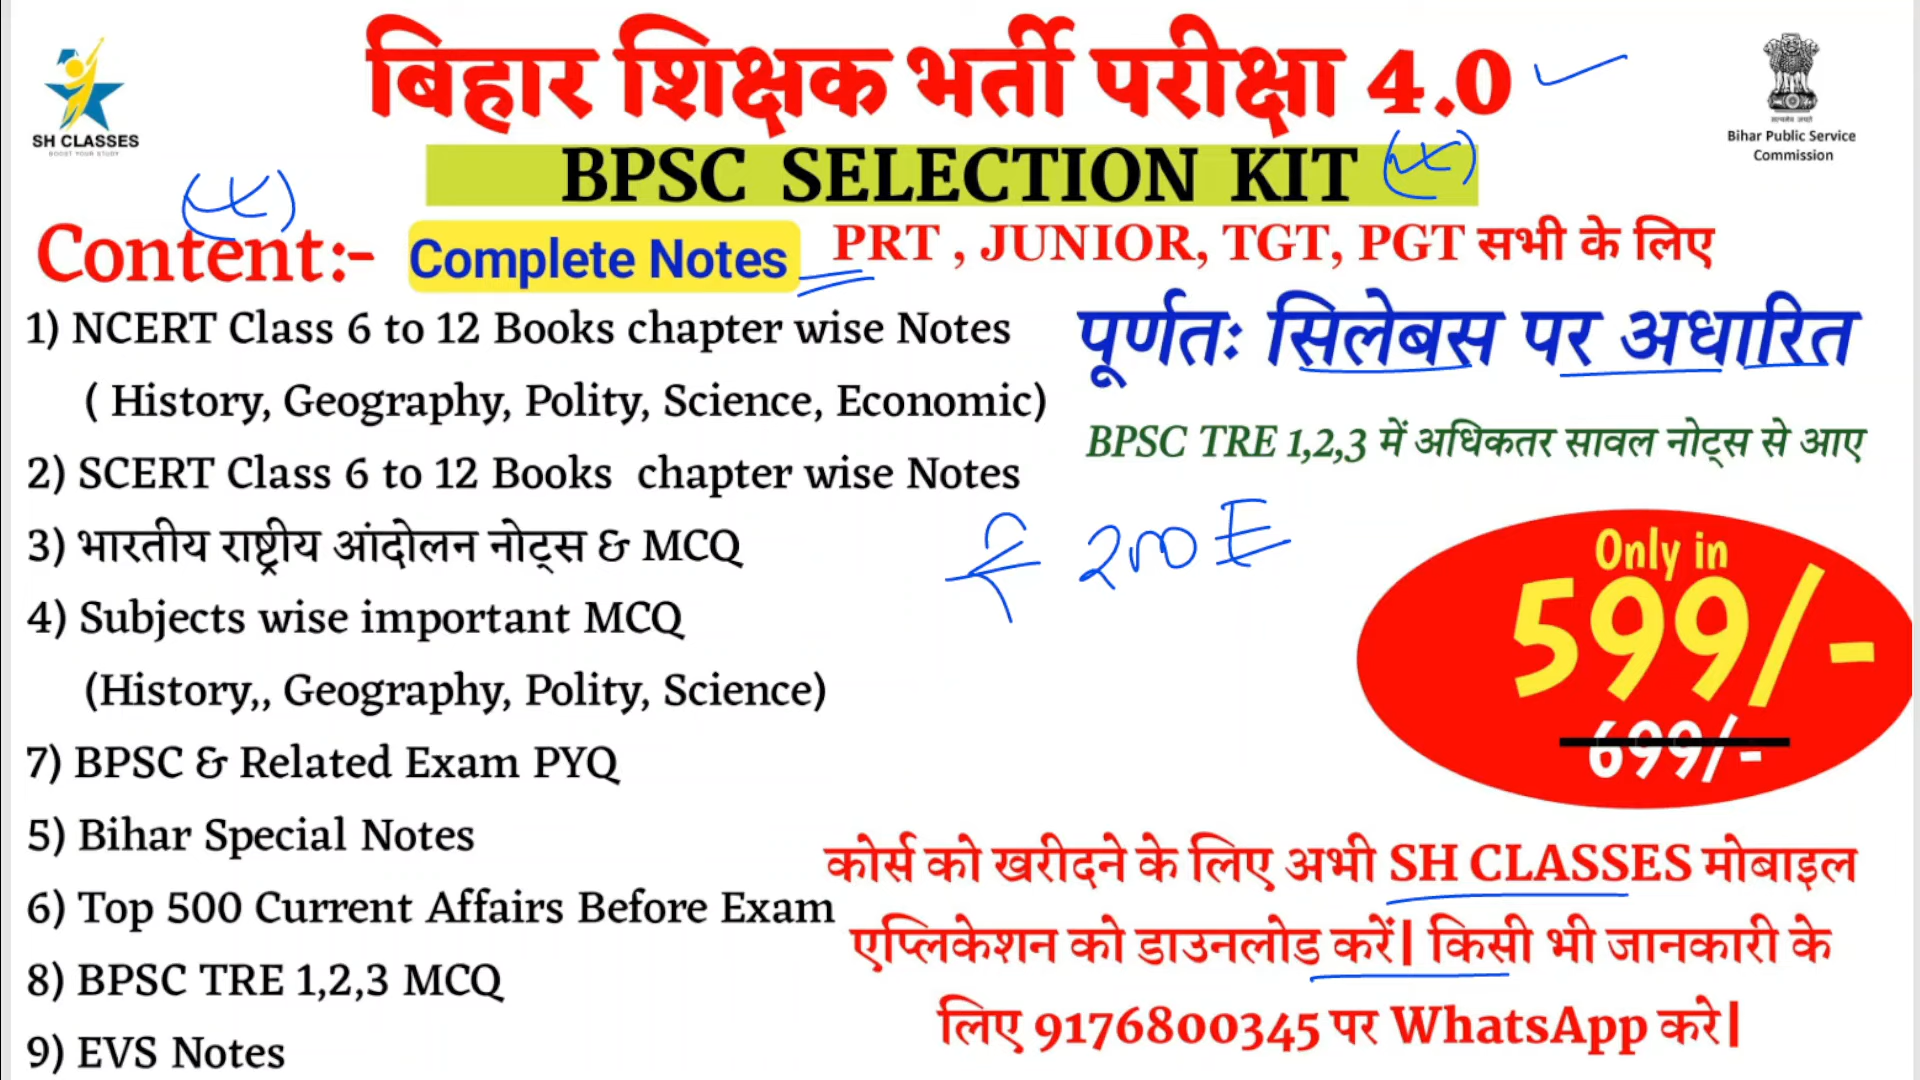 बिहार शिक्षक भर्ती परीक्षा 4.0
SH CLASSES
BOOST YOUR STUDY
सत्यमेव जयते
Bihar Public Service
Commission
BPSC SELECTION KIT
Content:- Complete Notes
PRT , JUNIOR, TGT, PGT सभी के लिए
1) NCERT Class 6 to 12 Books chapter wise Notes
( History, Geography, Polity, Science, Economic)
2) SCERT Class 6 to 12 Books chapter wise Notes
3) भारतीय राष्ट्रीय आंदोलन नोट्स & MCQ
4) Subjects wise important MCQ
(History,, Geography, Polity, Science)
7) BPSC & Related Exam PYQ
5) Bihar Special Notes
6) Top 500 Current Affairs Before Exam
8) BPSC TRE 1,2,3 MCQ
9) EVS Notes
पूर्णतः सिलेबस पर अधारित
BPSC TRE 1,2,3 में अधिकतर सावल नोट्स से आए
Only in
599/-
699/-
कोर्स को खरीदने के लिए अभी SH CLASSES मोबाइल
एप्लिकेशन को डाउनलोड करें| किसी भी जानकारी के
लिए 9176800345 पर WhatsApp करे|